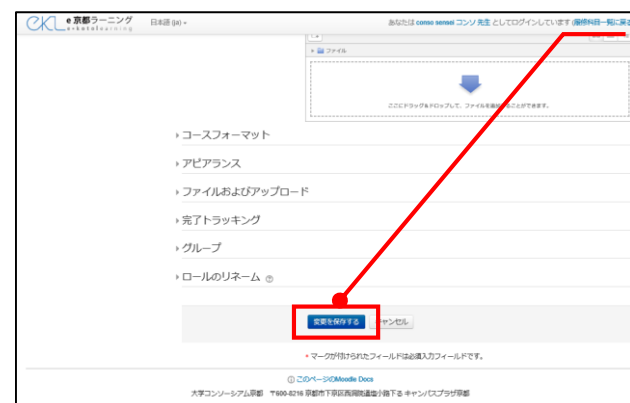 e京都ラーニング 日本語 (ja) あなたは conso sensei コンソ 先生 としてログインしています (履修科目一覧に戻る
e-kyoto learning
ファイル
ここにドラッグ&ドロップして、ファイルを追加することができます。
コースフォーマット
アピアランス
ファイルおよびアップロード
完了トラッキング
グループ
ロールのリネーム
変更を保存する キャンセル
* マークが付けられたフィールドは必須入力フィールドです。
このページのMoodle Docs
大学コンソーシアム京都 〒600-8216 京都市下京区西洞院通塩小路下る キャンパスプラザ京都